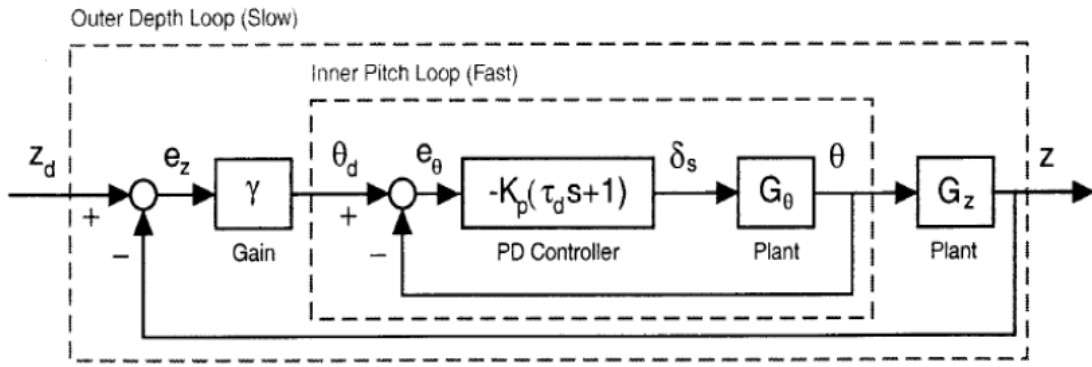 Outer Depth Loop (Slow)
Inner Pitch Loop (Fast)
z_d e_z γ θ_d e_θ -K_p(τ_d s+1) δ_s G_θ θ G_z z
+ − + −
Gain PD Controller Plant Plant